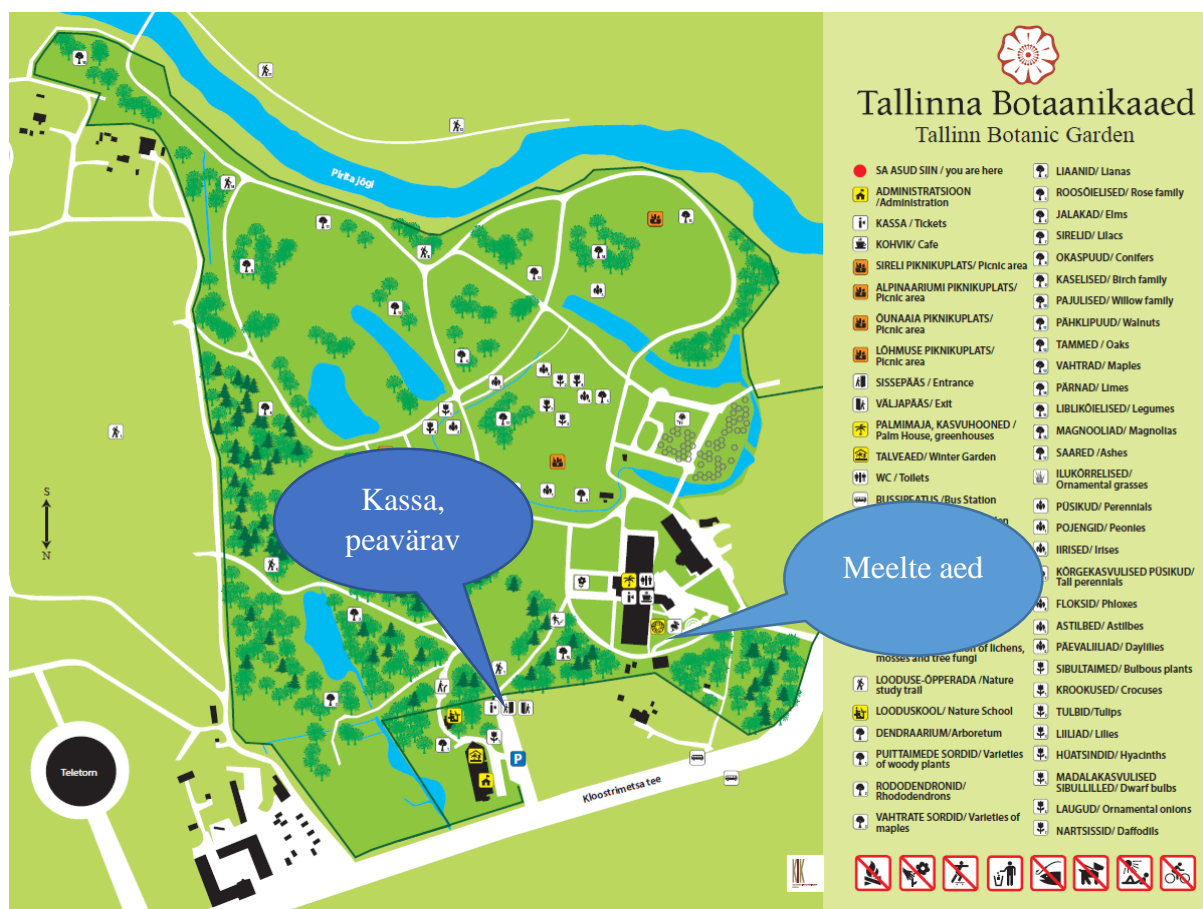 Tallinna Botaanikaaed
Tallinn Botanic Garden
Pirita jõgi
S
N
Kassa,
peavärav
Meelte aed
Teletorn
Kloostrimetsa tee
P
SA ASUD SIIN / you are here
ADMINISTRATSIOON
/Administration
KASSA / Tickets
KOHVIK/ Cafe
SIRELI PIKNIKUPLATS/ Picnic area
ALPINAARIUMI PIKNIKUPLATS/
Picnic area
ÕUNAAIA PIKNIKUPLATS/
Picnic area
LÕHMUSE PIKNIKUPLATS/
Picnic area
SISSEPÄÄS / Entrance
VÄLJAPÄÄS/ Exit
PALMIMAJA, KASVUHOONED /
Palm House, greenhouses
TALVEAED/ Winter Garden
WC / Toilets
BUSSIPEATUS /Bus Station
of lichens,
mosses and tree fungi
LOODUSE-ÕPPERADA /Nature
study trail
LOODUSKOOL/ Nature School
DENDRAARIUM/Arboretum
PUITTAIMEDE SORDID/ Varieties
of woody plants
RODODENDRONID/
Rhododendrons
VAHTRATE SORDID/ Varieties of
maples
LIAANID/ Lianas
ROOSÕIELISED/ Rose family
JALAKAD/ Elms
SIRELID/ Lilacs
OKASPUUD/ Conifers
KASELISED/ Birch family
PAJULISED/ Willow family
PÄHKLIPUUD/ Walnuts
TAMMED / Oaks
VAHTRAD/ Maples
PÄRNAD/ Limes
LIBLIKÕIELISED/ Legumes
MAGNOOLIAD/ Magnolias
SAARED /Ashes
ILUKÕRRELISED/
Ornamental grasses
PÜSIKUD/ Perennials
POJENGID/ Peonies
IIRISED/ Irises
KÕRGEKASVULISED PÜSIKUD/
Tall perennials
FLOKSID/ Phloxes
ASTILBED/ Astilbes
PÄEVALIILIAD/ Daylilies
SIBULTAIMED/ Bulbous plants
KROOKUSED/ Crocuses
TULBID/Tulips
LIILIAD/ Lilies
HÜATSINDID/ Hyacinths
MADALAKASVULISED
SIBULLILLED/ Dwarf bulbs
LAUGUD/ Ornamental onions
NARTSISSID/ Daffodils